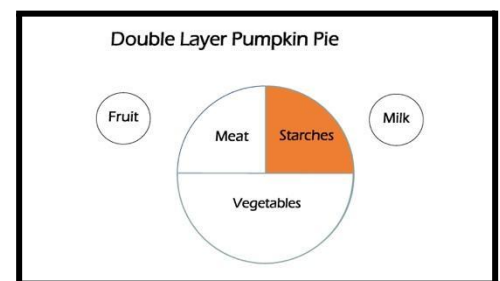 Double Layer Pumpkin Pie
Fruit
Milk
Meat
Starches
Vegetables